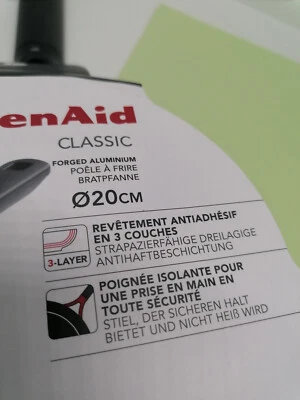 enAid
CLASSIC
FORGED ALUMINIUM
POÊLE À FRIRE
BRATPFANNE
Ø20CM
3-LAYER
REVÊTEMENT ANTIADHÉSIF
EN 3 COUCHES
STRAPAZIERFÄHIGE DREILAGIGE
ANTIHAFTBESCHICHTUNG
POIGNÉE ISOLANTE POUR
UNE PRISE EN MAIN EN
TOUTE SÉCURITÉ
STIEL, DER SICHEREN HALT
BIETET UND NICHT HEIß WIRD